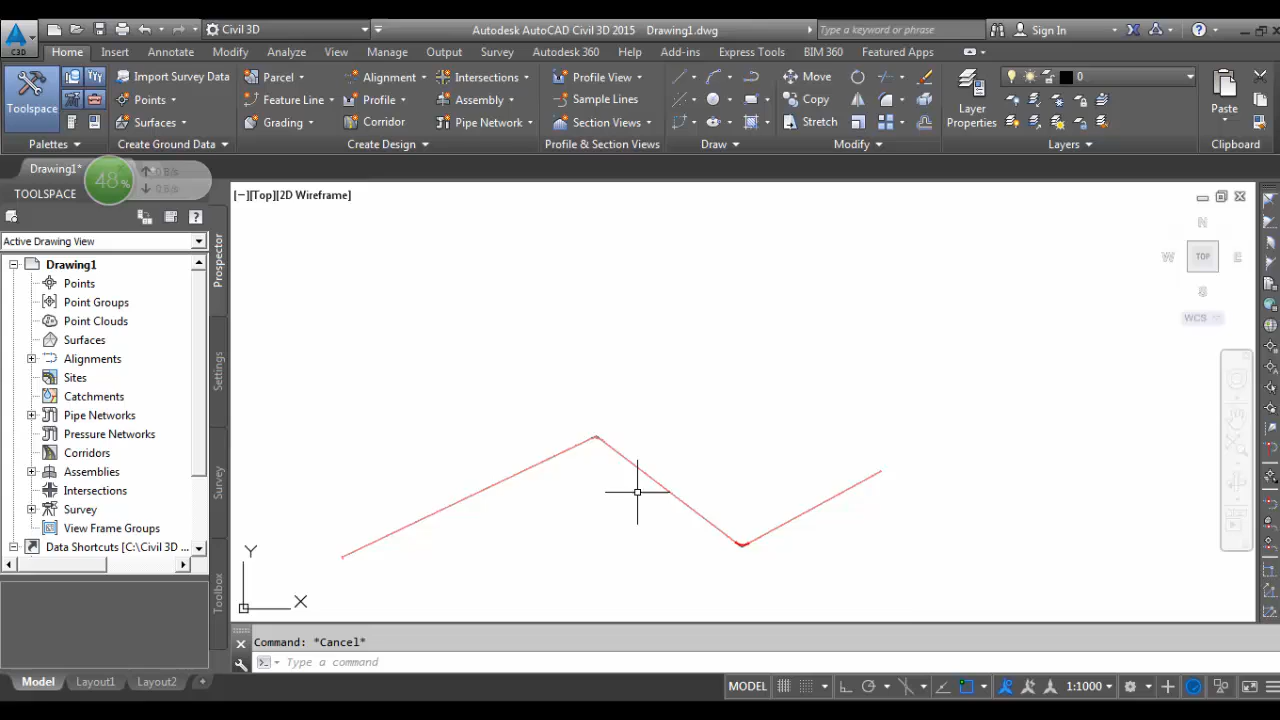 C3D
Civil 3D
Autodesk AutoCAD Civil 3D 2015 Drawing1.dwg
Type a keyword or phrase
Sign In
Home Insert Annotate Modify Analyze View Manage Output Survey Autodesk 360 Help Add-ins Express Tools BIM 360 Featured Apps
Toolspace
Import Survey Data
Points
Surfaces
Parcel
Feature Line
Grading
Alignment
Profile
Corridor
Intersections
Assembly
Pipe Network
Profile View
Sample Lines
Section Views
Move
Copy
Stretch
Layer
Properties
0
Paste
Palettes
Create Ground Data
Create Design
Profile & Section Views
Draw
Modify
Layers
Clipboard
Drawing1*
48%
0 B/s
0 B/s
TOOLSPACE
Active Drawing View
Drawing1
Points
Point Groups
Point Clouds
Surfaces
Alignments
Sites
Catchments
Pipe Networks
Pressure Networks
Corridors
Assemblies
Intersections
Survey
View Frame Groups
Data Shortcuts [C:\Civil 3D ...
Prospector
Settings
Survey
Toolbox
[−][Top][2D Wireframe]
N
W TOP E
S
WCS
Y
X
Command: *Cancel*
Type a command
Model Layout1 Layout2 +
MODEL
1:1000